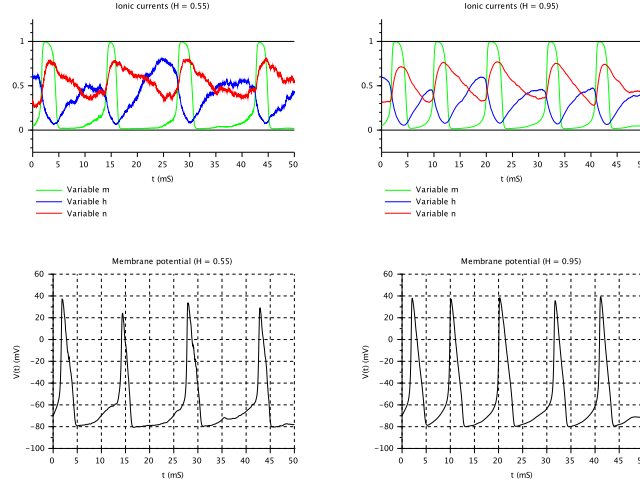 Ionic currents (H = 0.55)
1
0.5
0
0 5 10 15 20 25 30 35 40 45 50
t (mS)
Variable m
Variable h
Variable n
Ionic currents (H = 0.95)
1
0.5
0
0 5 10 15 20 25 30 35 40 45 50
t (mS)
Variable m
Variable h
Variable n
Membrane potential (H = 0.55)
V(t) (mV)
60
40
20
0
−20
−40
−60
−80
−100
0 5 10 15 20 25 30 35 40 45 50
t (mS)
Membrane potential (H = 0.95)
V(t) (mV)
60
40
20
0
−20
−40
−60
−80
−100
0 5 10 15 20 25 30 35 40 45 50
t (mS)